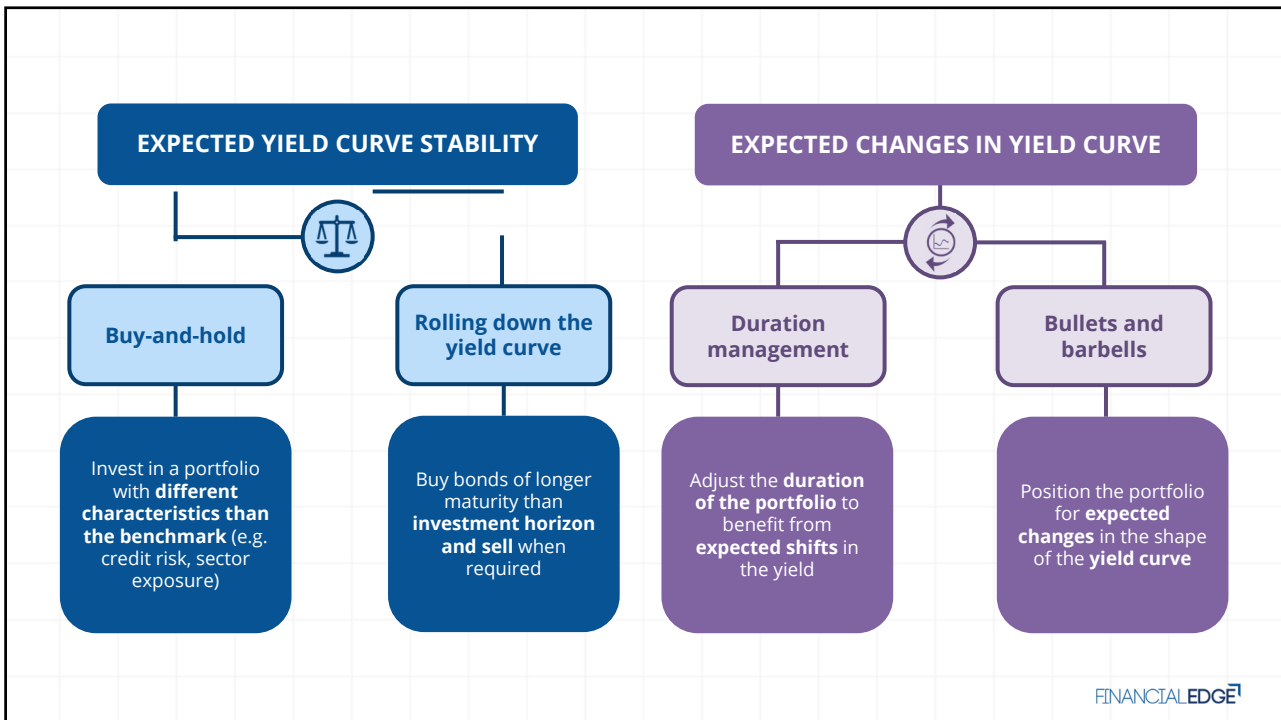 EXPECTED YIELD CURVE STABILITY
EXPECTED CHANGES IN YIELD CURVE
Buy-and-hold
Rolling down the
yield curve
Duration
management
Bullets and
barbells
Invest in a portfolio
with different
characteristics than
the benchmark (e.g.
credit risk, sector
exposure)
Buy bonds of longer
maturity than
investment horizon
and sell when
required
Adjust the duration
of the portfolio to
benefit from
expected shifts in
the yield
Position the portfolio
for expected
changes in the shape
of the yield curve
FINANCIALEDGE